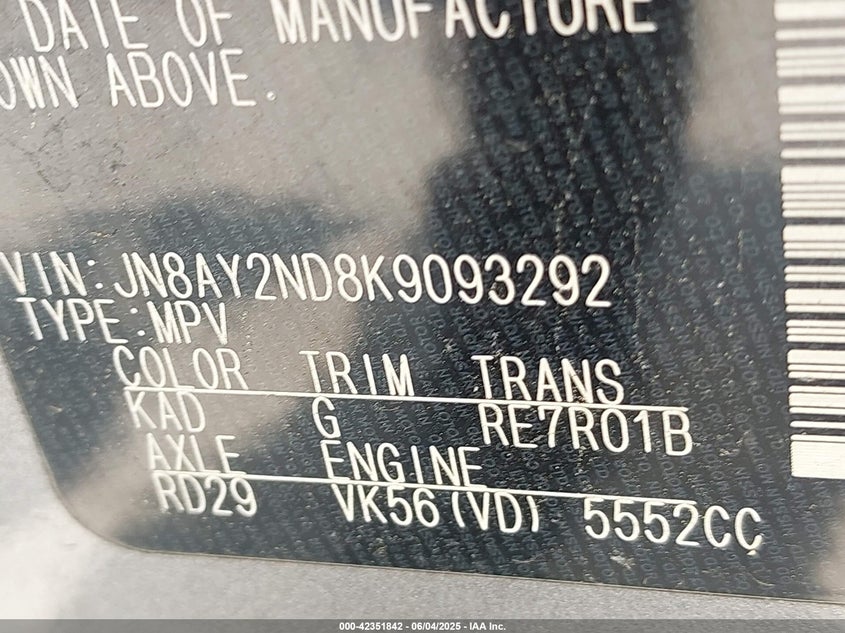 DATE OF MANUFACTURE
OWN ABOVE.
VIN: JN8AY2ND8K9093292
TYPE: MPV
COLOR TRIM TRANS
KAD G RE7R01B
AXLE ENGINE
RD29 VK56 (VD) 5552CC
000-42351842 - 06/04/2025 - IAA Inc.